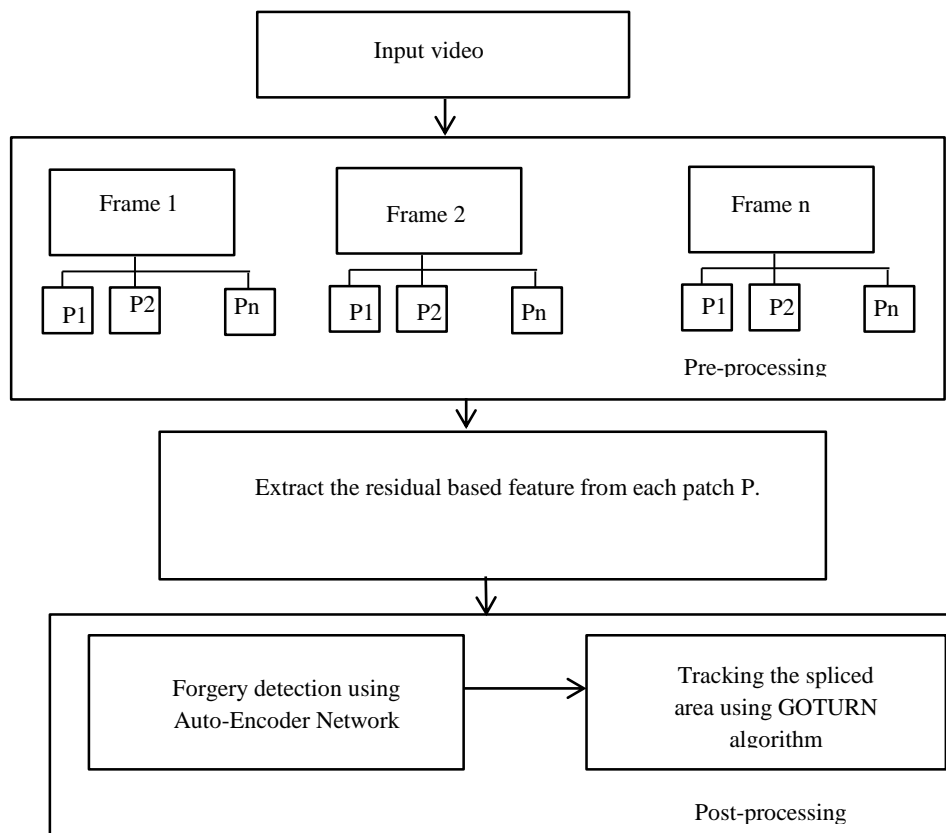 Input video
Frame 1
Frame 2
Frame n
P1
P2
Pn
P1
P2
Pn
P1
P2
Pn
Pre-processing
Extract the residual based feature from each patch P.
Forgery detection using
Auto-Encoder Network
Tracking the spliced
area using GOTURN
algorithm
Post-processing